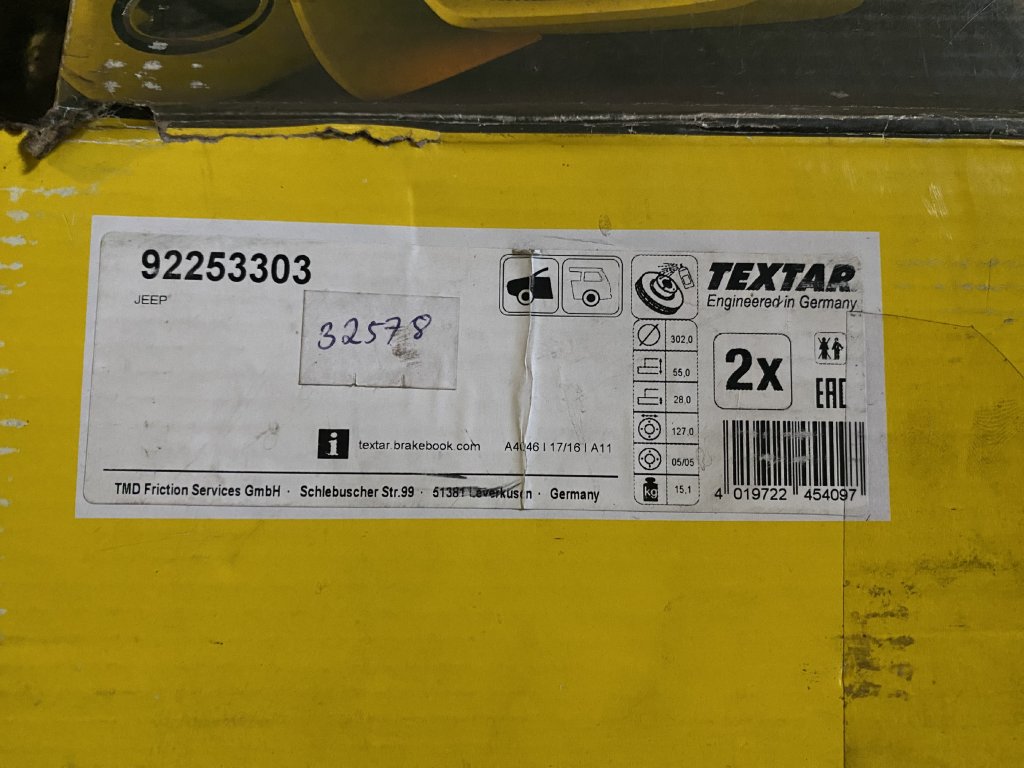 92253303
JEEP
32578
i textar.brakebook.com A4046 | 17/16 | A11
TMD Friction Services GmbH · Schlebuscher Str.99 · 51381 Leverkusen · Germany
302,0
55,0
28,0
127,0
05/05
kg 15,1
TEXTAR
Engineered in Germany
2x
EAC
4 019722 454097